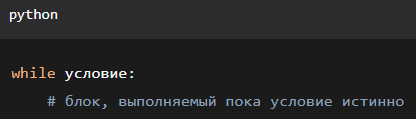 python
while условие:
# блок, выполняемый пока условие истинно